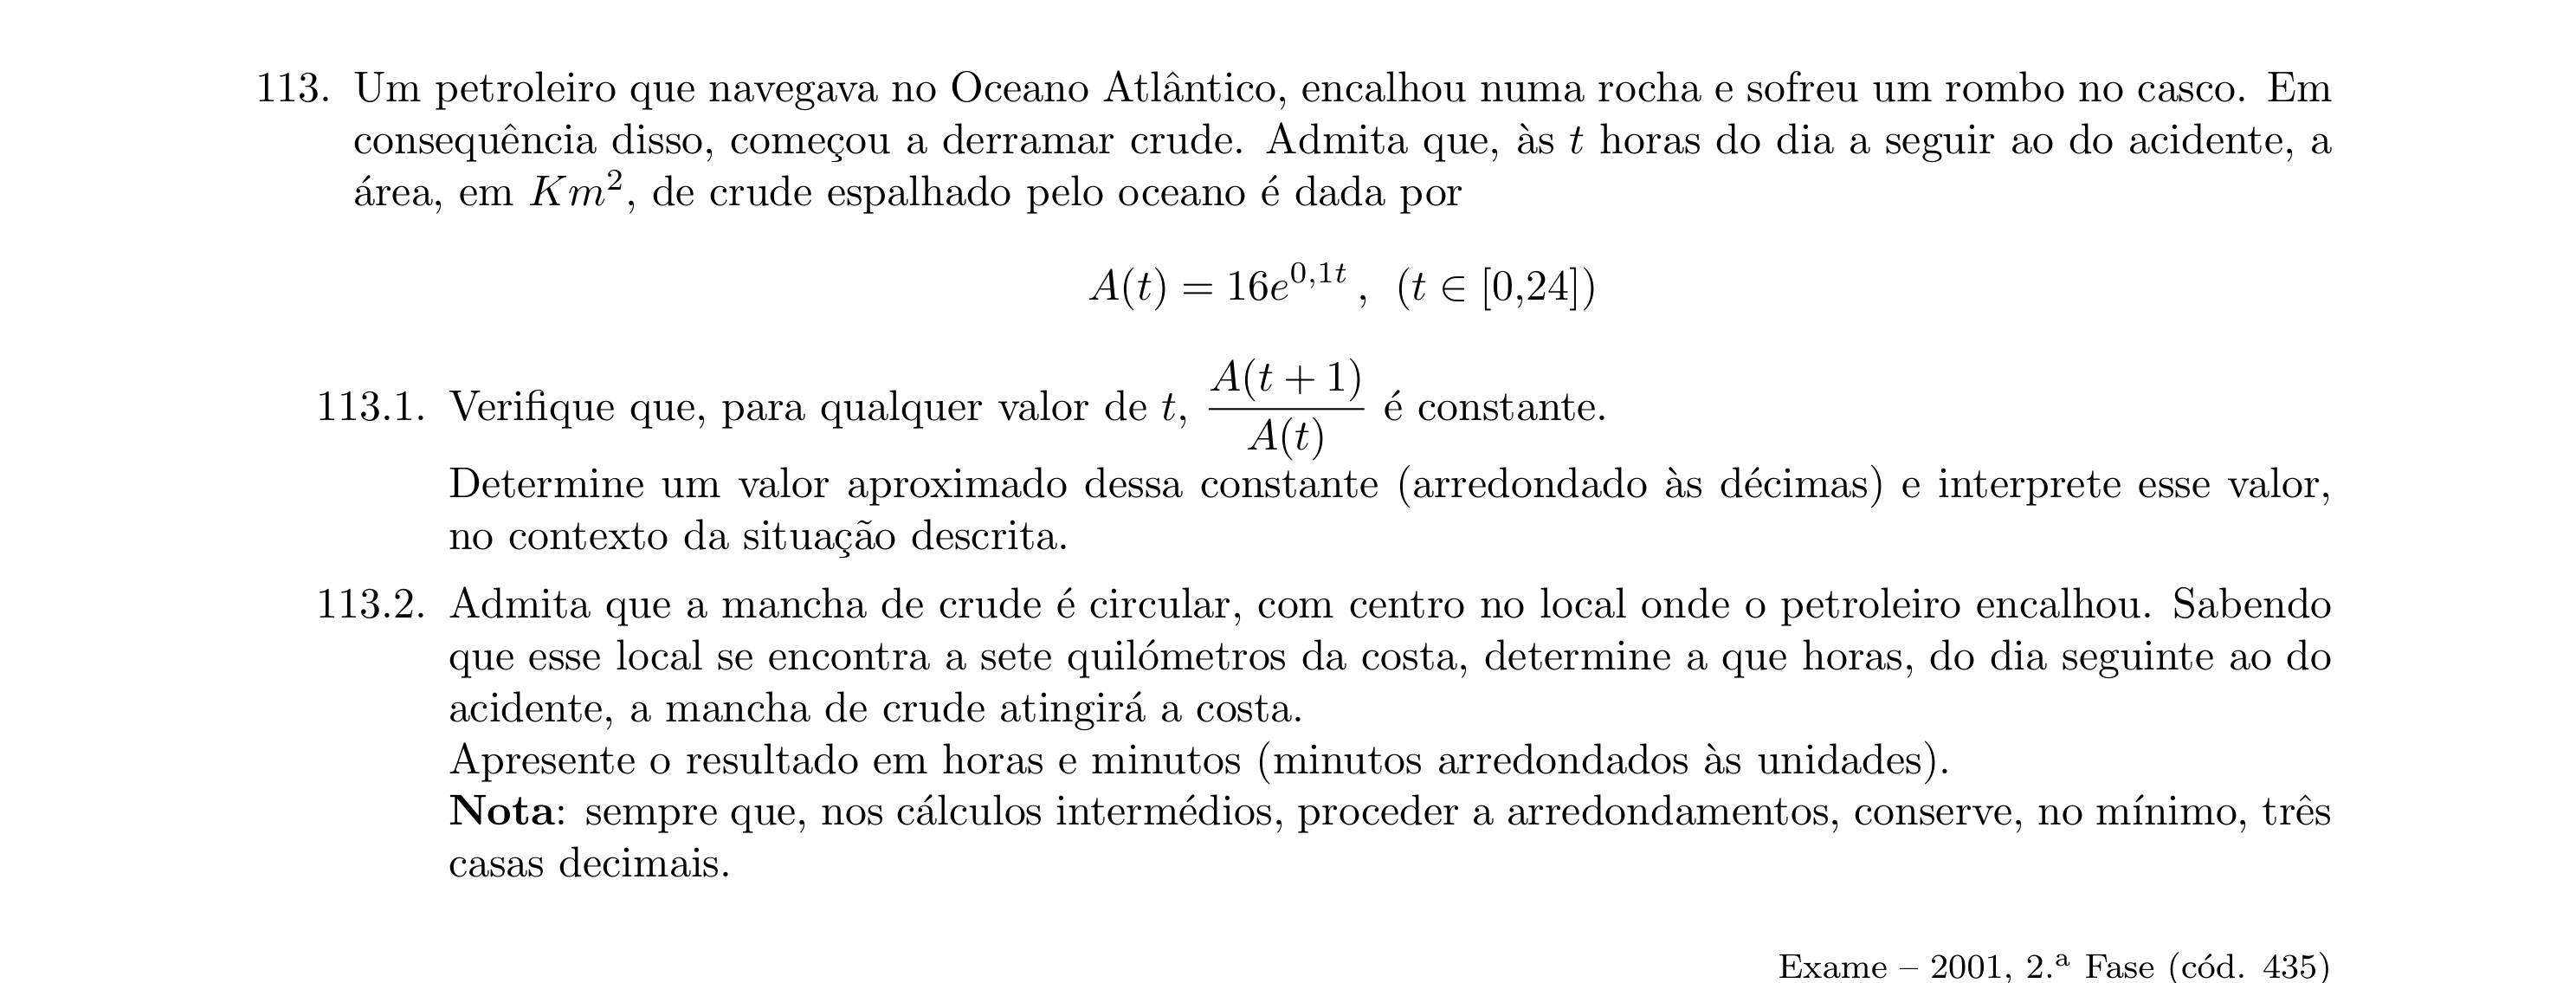 113. Um petroleiro que navegava no Oceano Atlântico, encalhou numa rocha e sofreu um rombo no casco. Em
consequência disso, começou a derramar crude. Admita que, às t horas do dia a seguir ao do acidente, a
área, em Km², de crude espalhado pelo oceano é dada por
A(t) = 16e^{0,1t} , (t ∈ [0,24])
113.1. Verifique que, para qualquer valor de t, \frac{A(t + 1)}{A(t)} é constante.
Determine um valor aproximado dessa constante (arredondado às décimas) e interprete esse valor,
no contexto da situação descrita.
113.2. Admita que a mancha de crude é circular, com centro no local onde o petroleiro encalhou. Sabendo
que esse local se encontra a sete quilómetros da costa, determine a que horas, do dia seguinte ao do
acidente, a mancha de crude atingirá a costa.
Apresente o resultado em horas e minutos (minutos arredondados às unidades).
Nota: sempre que, nos cálculos intermédios, proceder a arredondamentos, conserve, no mínimo, três
casas decimais.
Exame – 2001, 2.ª Fase (cód. 435)